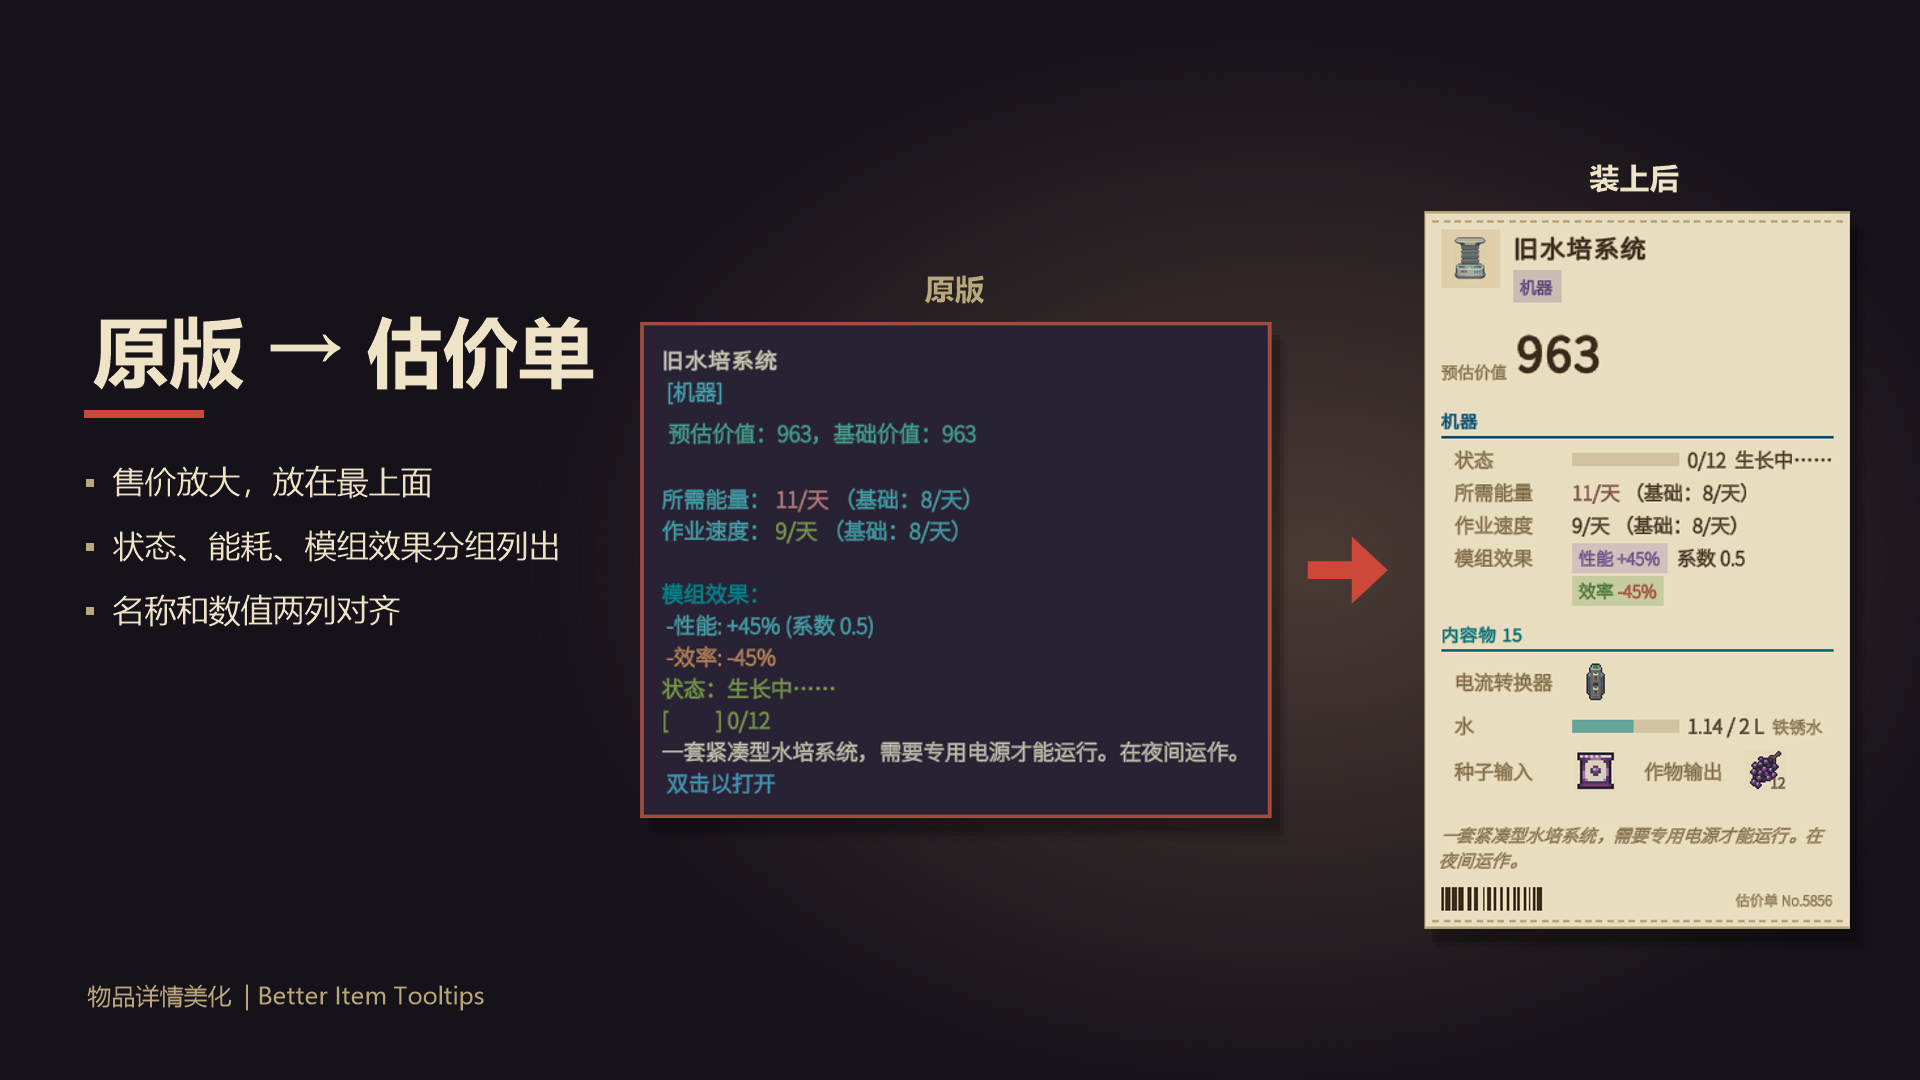 原版 → 估价单
售价放大，放在最上面
状态、能耗、模组效果分组列出
名称和数值两列对齐
物品详情美化 | Better Item Tooltips
原版
旧水培系统
[机器]
预估价值：963，基础价值：963
所需能量： 11/天 （基础：8/天）
作业速度： 9/天 （基础：8/天）
模组效果：
-性能: +45% (系数 0.5)
-效率: -45%
状态：生长中……
[ ] 0/12
一套紧凑型水培系统，需要专用电源才能运行。在夜间运作。
双击以打开
装上后
旧水培系统
机器
预估价值 963
机器
状态 0/12 生长中……
所需能量 11/天 （基础：8/天）
作业速度 9/天 （基础：8/天）
模组效果 性能 +45% 系数 0.5
效率 -45%
内容物 15
电流转换器
水 1.14 / 2 L 铁锈水
种子输入 作物输出 12
一套紧凑型水培系统，需要专用电源才能运行。在
夜间运作。
估价单 No.5856